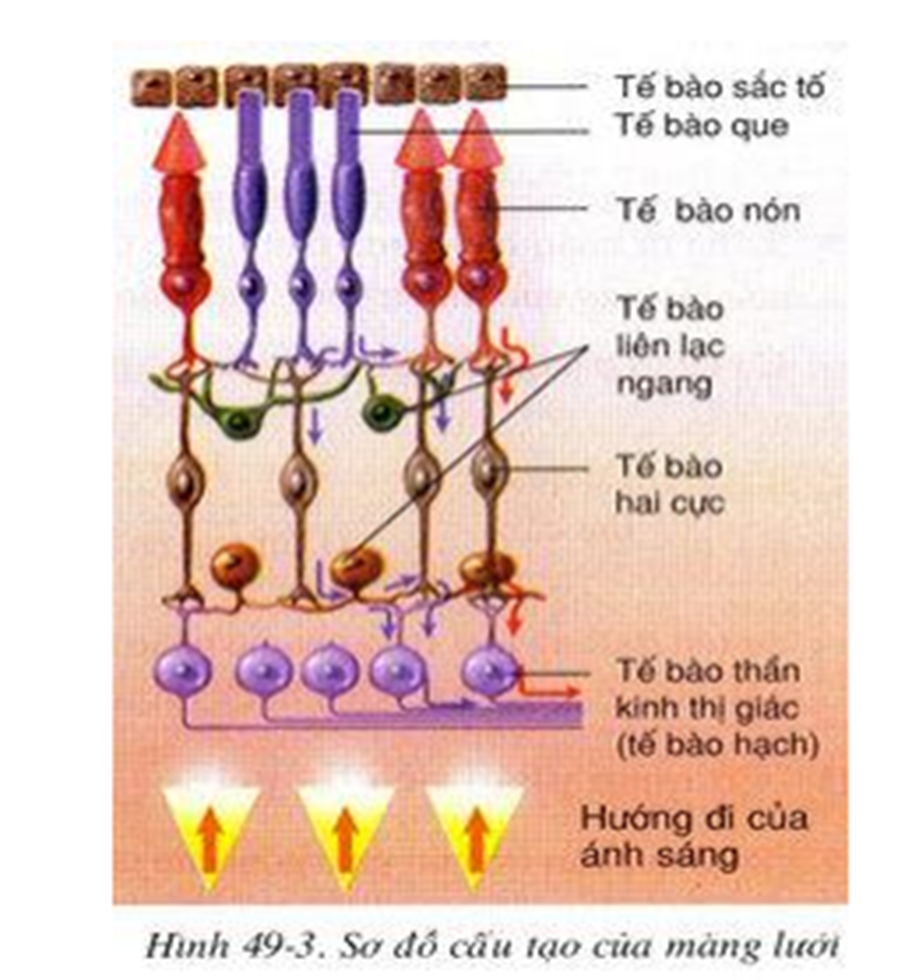 Tế bào sắc tố
Tế bào que
Tế bào nón
Tế bào
liên lạc
ngang
Tế bào
hai cực
Tế bào thần
kinh thị giác
(tế bào hạch)
Hướng đi của
ánh sáng
Hình 49-3. Sơ đồ cấu tạo của màng lưới